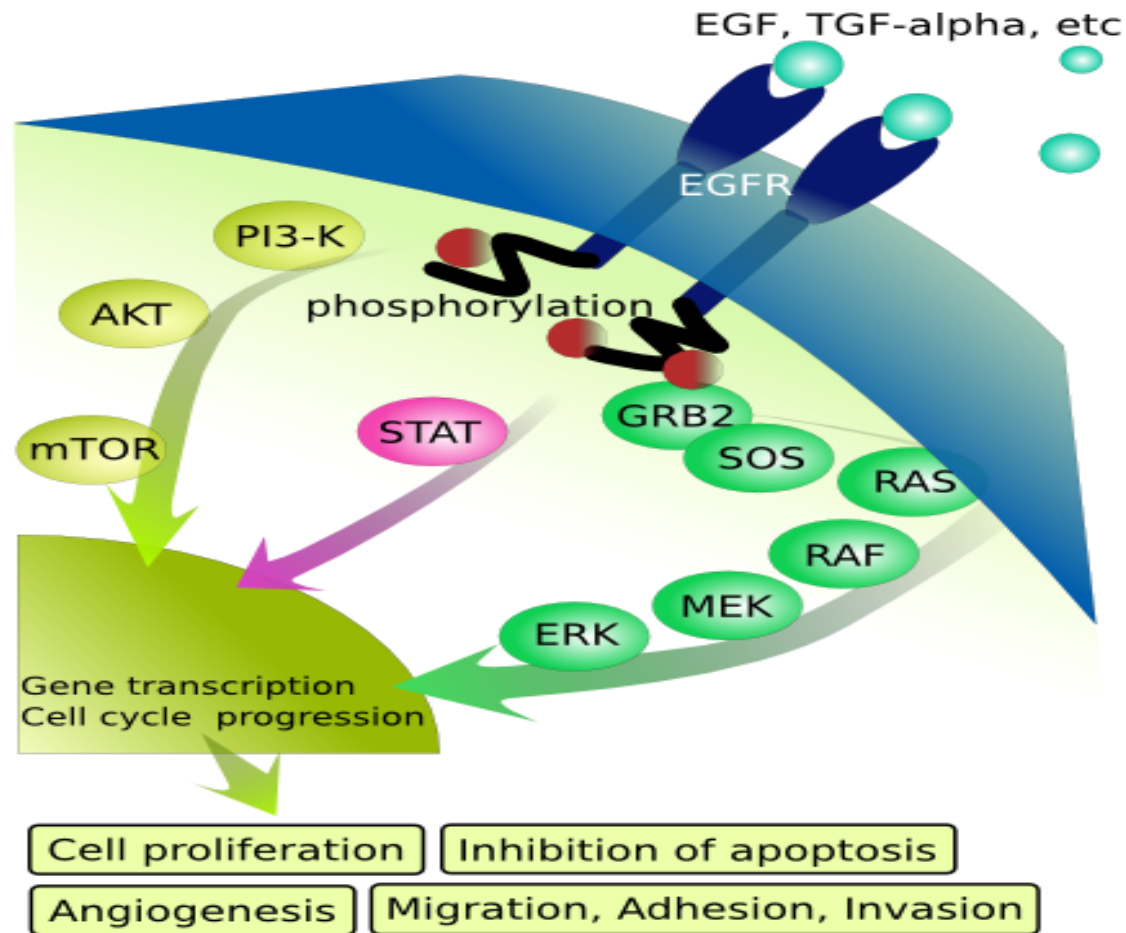 EGF, TGF-alpha, etc
EGFR
PI3-K
AKT
phosphorylation
mTOR
STAT
GRB2
SOS
RAS
RAF
MEK
ERK
Gene transcription
Cell cycle progression
Cell proliferation
Inhibition of apoptosis
Angiogenesis
Migration, Adhesion, Invasion